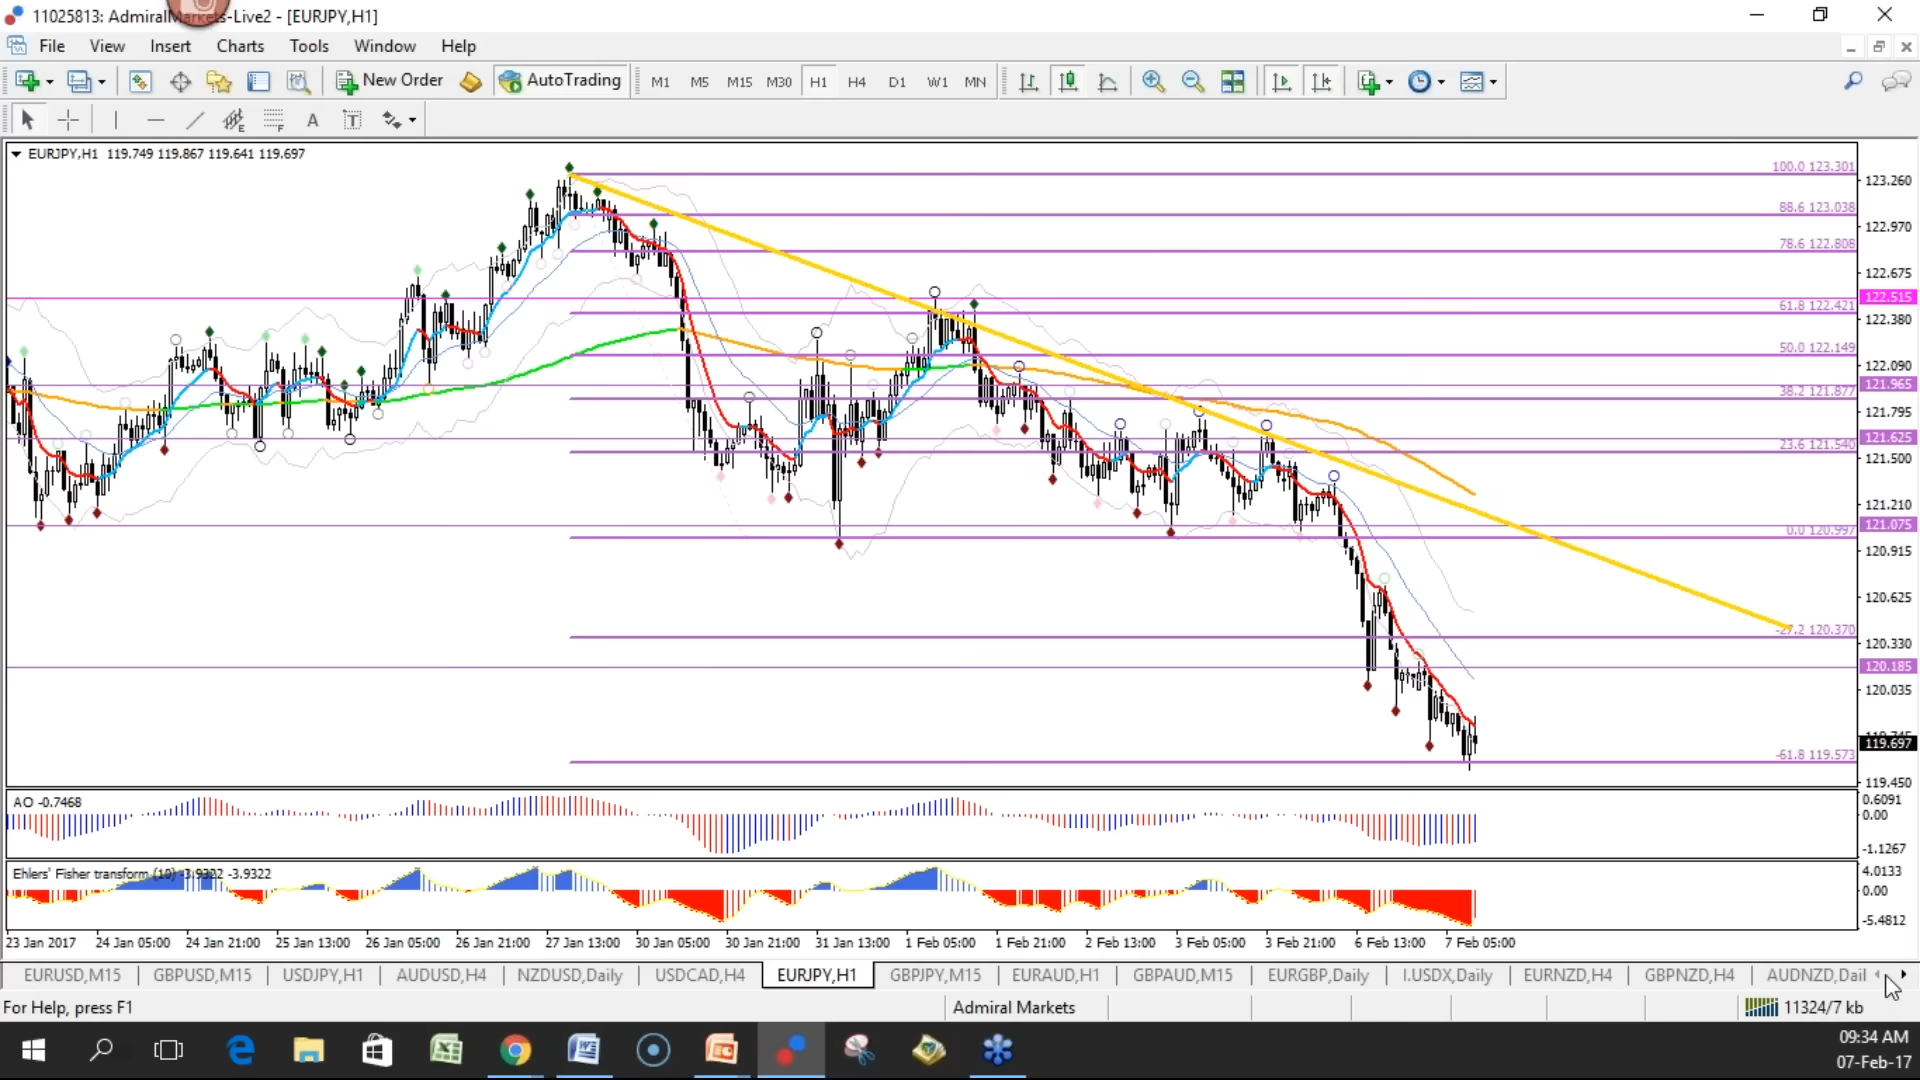 11025813: AdmiralMarkets-Live2 - [EURJPY,H1]
File View Insert Charts Tools Window Help
New Order AutoTrading M1 M5 M15 M30 H1 H4 D1 W1 MN
E F A T
EURJPY,H1 119.749 119.867 119.641 119.697
100.0 123.301
123.260
88.6 123.038
122.970
78.6 122.808
122.675
122.515
61.8 122.421
122.380
50.0 122.149
122.090
121.965
38.2 121.877
121.795
121.625
23.6 121.540
121.500
121.210
121.075
0.0 120.997
120.915
120.625
-27.2 120.370
120.330
120.185
120.035
119.697
-61.8 119.573
119.450
AO -0.7468
0.6091
0.00
-1.1267
Ehlers' Fisher transform (10) -3.9322 -3.9322
4.0133
0.00
-5.4812
23 Jan 2017 24 Jan 05:00 24 Jan 21:00 25 Jan 13:00 26 Jan 05:00 26 Jan 21:00 27 Jan 13:00 30 Jan 05:00 30 Jan 21:00 31 Jan 13:00 1 Feb 05:00 1 Feb 21:00 2 Feb 13:00 3 Feb 05:00 3 Feb 21:00 6 Feb 13:00 7 Feb 05:00
EURUSD,M15 GBPUSD,M15 USDJPY,H1 AUDUSD,H4 NZDUSD,Daily USDCAD,H4 EURJPY,H1 GBPJPY,M15 EURAUD,H1 GBPAUD,M15 EURGBP,Daily I.USDX,Daily EURNZD,H4 GBPNZD,H4 AUDNZD,Dail
For Help, press F1 Admiral Markets 11324/7 kb
09:34 AM
07-Feb-17